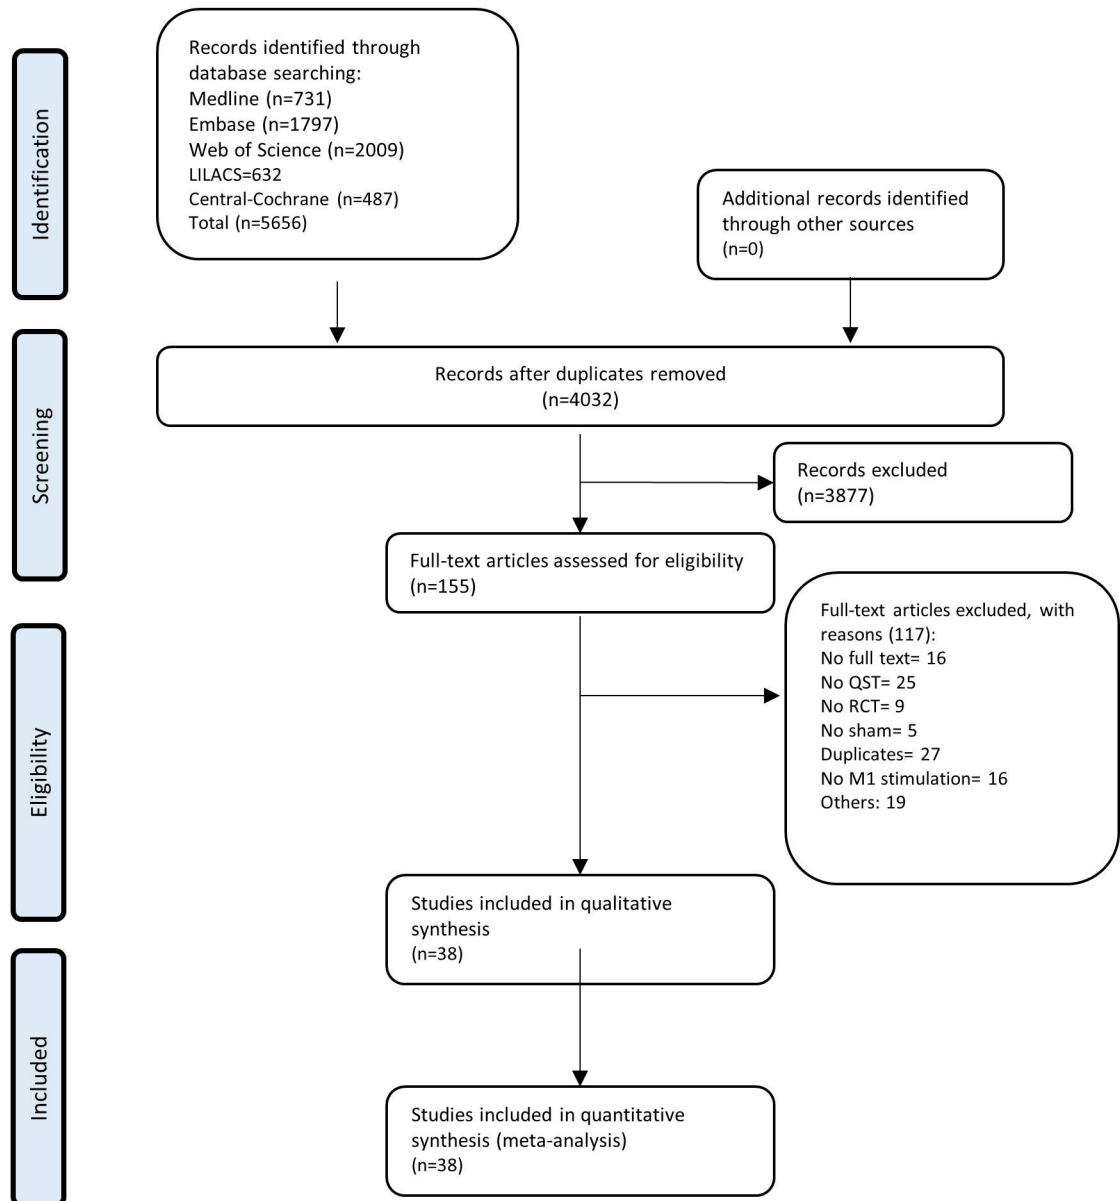 Identification
Records identified through
database searching:
Medline (n=731)
Embase (n=1797)
Web of Science (n=2009)
LILACS=632
Central-Cochrane (n=487)
Total (n=5656)
Additional records identified
through other sources
(n=0)
Screening
Records after duplicates removed
(n=4032)
Records excluded
(n=3877)
Full-text articles assessed for eligibility
(n=155)
Eligibility
Full-text articles excluded, with
reasons (117):
No full text= 16
No QST= 25
No RCT= 9
No sham= 5
Duplicates= 27
No M1 stimulation= 16
Others: 19
Studies included in qualitative
synthesis
(n=38)
Included
Studies included in quantitative
synthesis (meta-analysis)
(n=38)